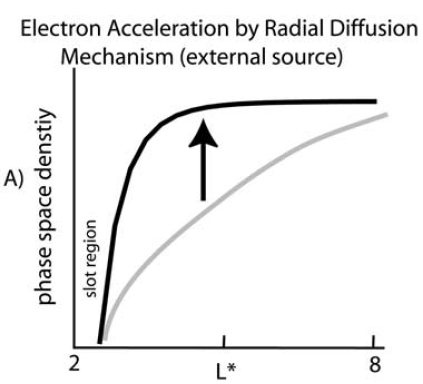 Electron Acceleration by Radial Diffusion
Mechanism (external source)
A)
phase space denstiy
slot region
2
L*
8